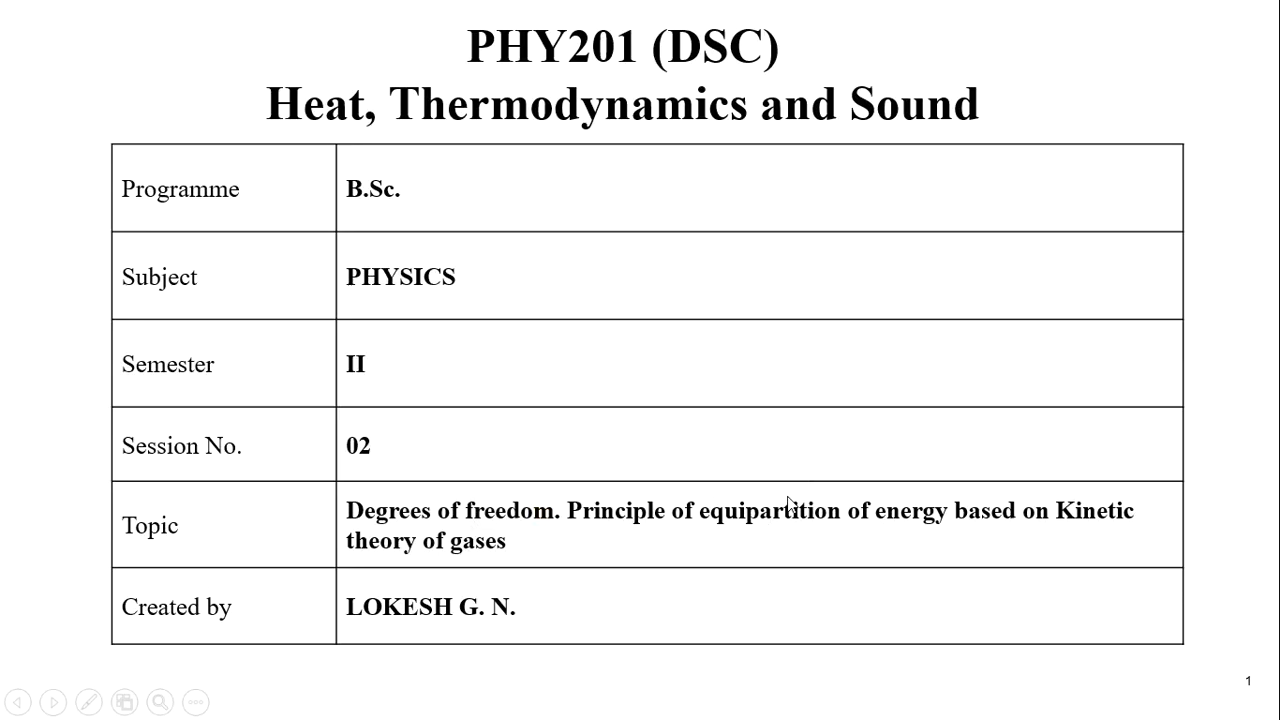 PHY201 (DSC)
Heat, Thermodynamics and Sound
Programme
B.Sc.
Subject
PHYSICS
Semester
II
Session No.
02
Topic
Degrees of freedom. Principle of equipartition of energy based on Kinetic
theory of gases
Created by
LOKESH G. N.
1